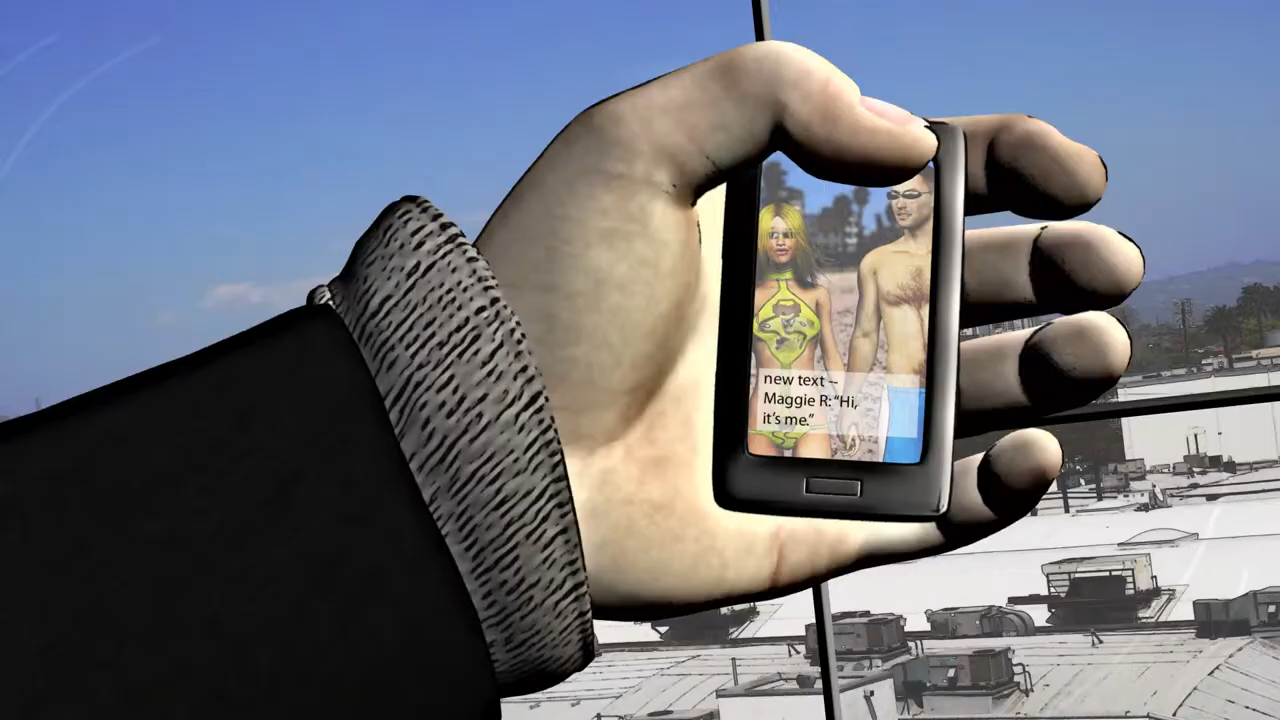 new text --
Maggie R: “Hi,
it’s me.”